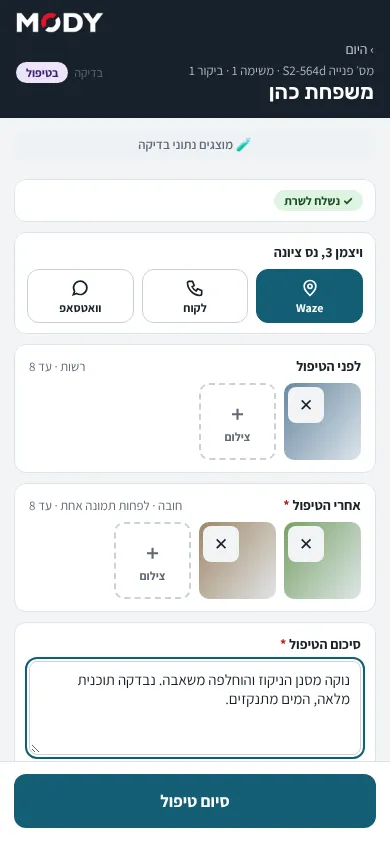 MODY
› היום
מס׳ פנייה S2-564d · משימה 1 · ביקור 1
בדיקה
בטיפול
משפחת כהן
🧪 מוצגים נתוני בדיקה
✓ נשלח לשרת
ויצמן 3, נס ציונה
Waze
לקוח
וואטסאפ
לפני הטיפול
רשות · עד 8
✕
+
צילום
אחרי הטיפול *
חובה · לפחות תמונה אחת · עד 8
✕
✕
+
צילום
סיכום הטיפול *
נוקה מסנן הניקוז והוחלפה משאבה. נבדקה תוכנית
מלאה, המים מתנקזים.
סיום טיפול